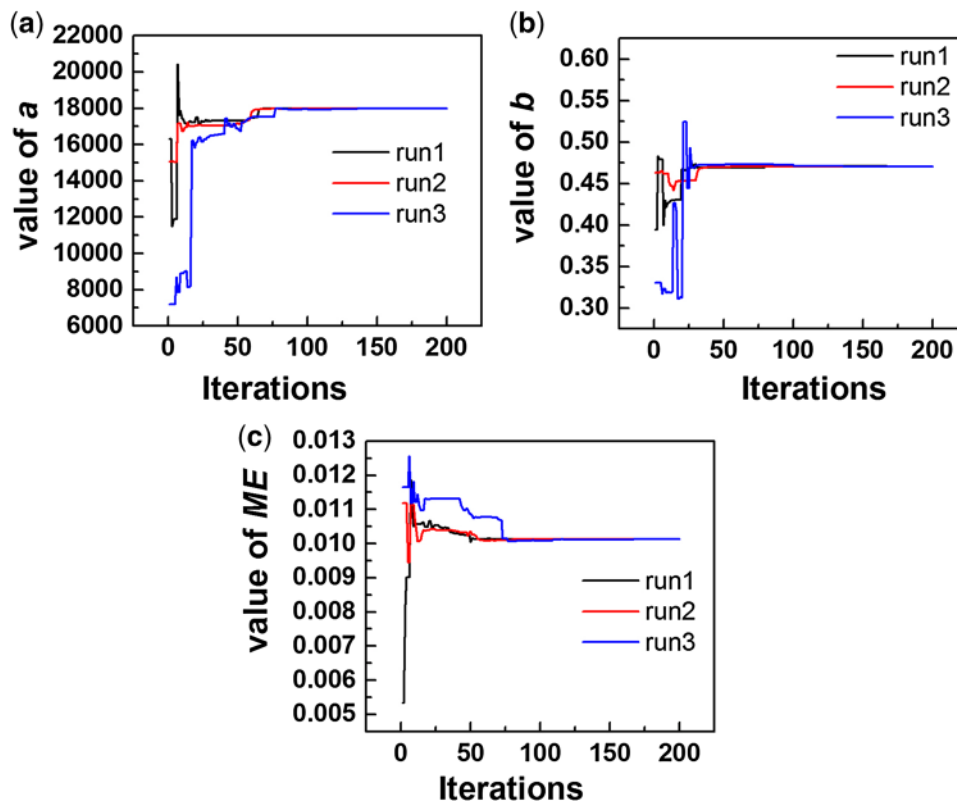 (a)
value of a
22000
20000
18000
16000
14000
12000
10000
8000
6000
run1
run2
run3
0 50 100 150 200
Iterations
(b)
value of b
0.60
0.55
0.50
0.45
0.40
0.35
0.30
run1
run2
run3
0 50 100 150 200
Iterations
(c)
value of ME
0.013
0.012
0.011
0.010
0.009
0.008
0.007
0.006
0.005
run1
run2
run3
0 50 100 150 200
Iterations